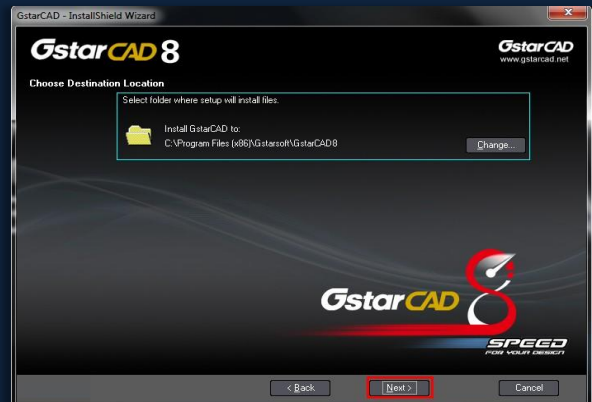 GstarCAD - InstallShield Wizard
GstarCAD 8
GstarCAD
www.gstarcad.net
Choose Destination Location
Select folder where setup will install files.
Install GstarCAD to:
C:\Program Files (x86)\Gstarsoft\GstarCAD8
Change...
GstarCAD 8
SPEED
FOR YOUR DESIGN
< Back
Next >
Cancel